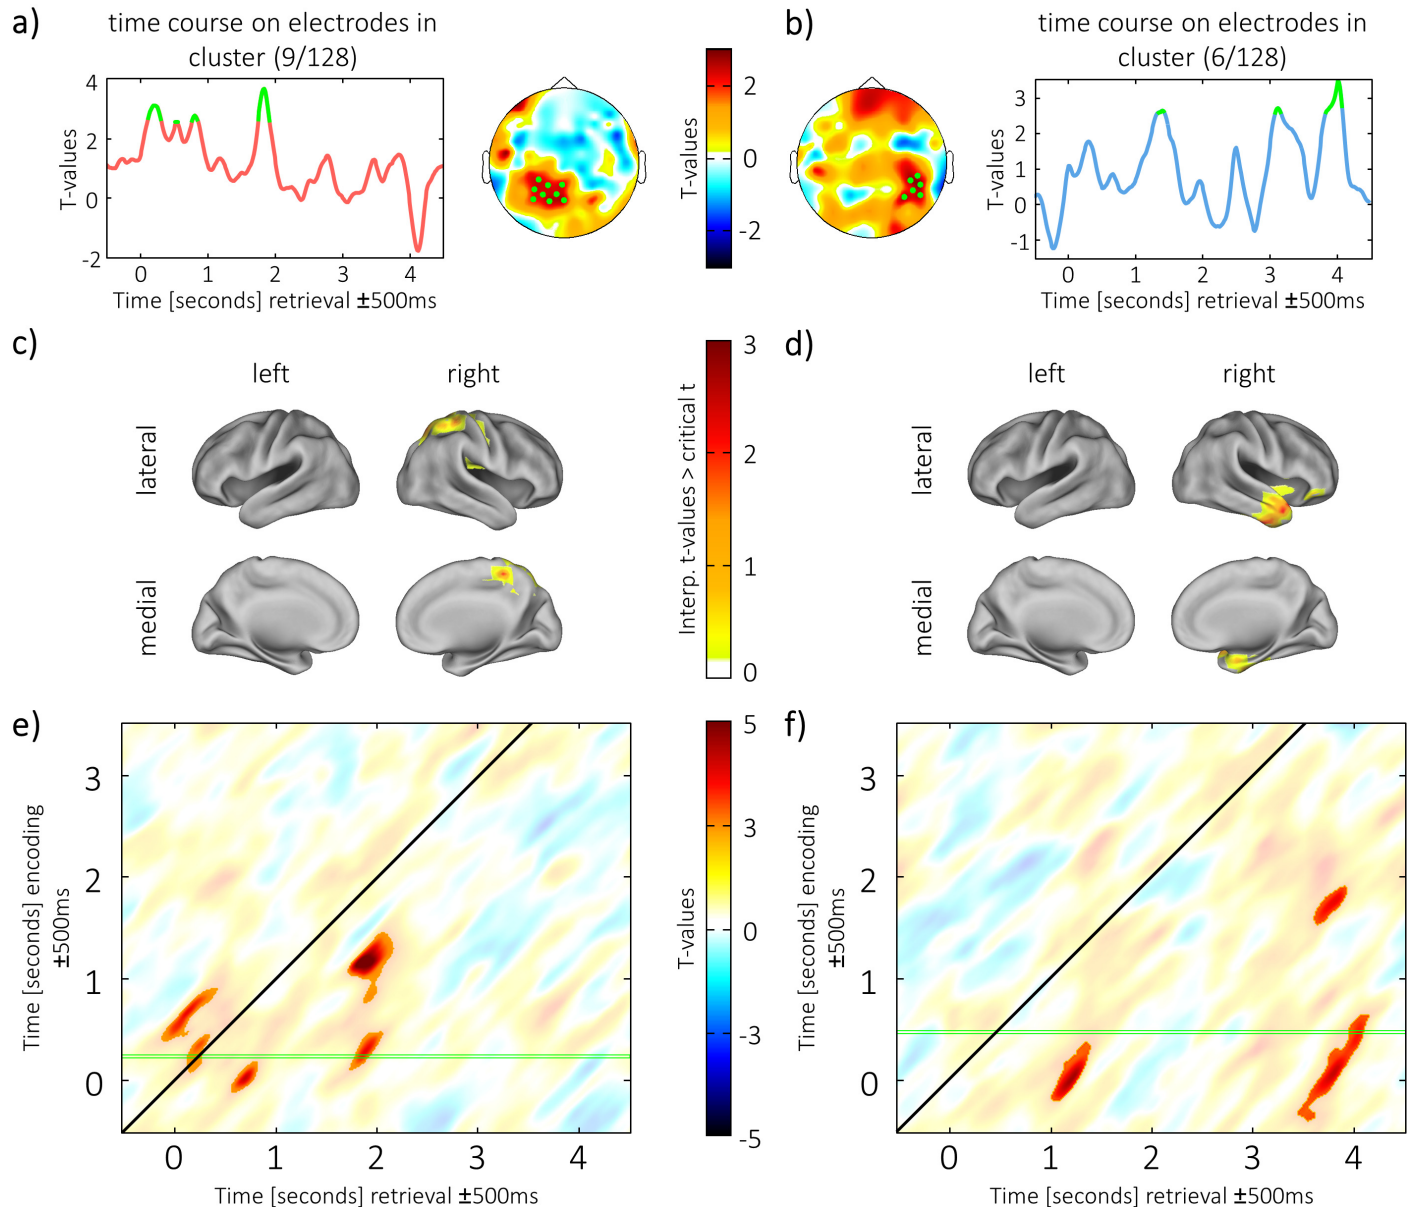 a)
time course on electrodes in
cluster (9/128)
T-values
4
2
0
-2
0 1 2 3 4
Time [seconds] retrieval ±500ms
2
0
-2
T-values
b)
time course on electrodes in
cluster (6/128)
T-values
3
2
1
0
-1
0 1 2 3 4
Time [seconds] retrieval ±500ms
c)
left right
lateral
medial
3
2
1
0
Interp. t-values > critical t
d)
left right
lateral
medial
e)
Time [seconds] encoding
±500ms
3
2
1
0
0 1 2 3 4
Time [seconds] retrieval ±500ms
5
3
0
-3
-5
T-values
f)
Time [seconds] encoding
±500ms
3
2
1
0
0 1 2 3 4
Time [seconds] retrieval ±500ms